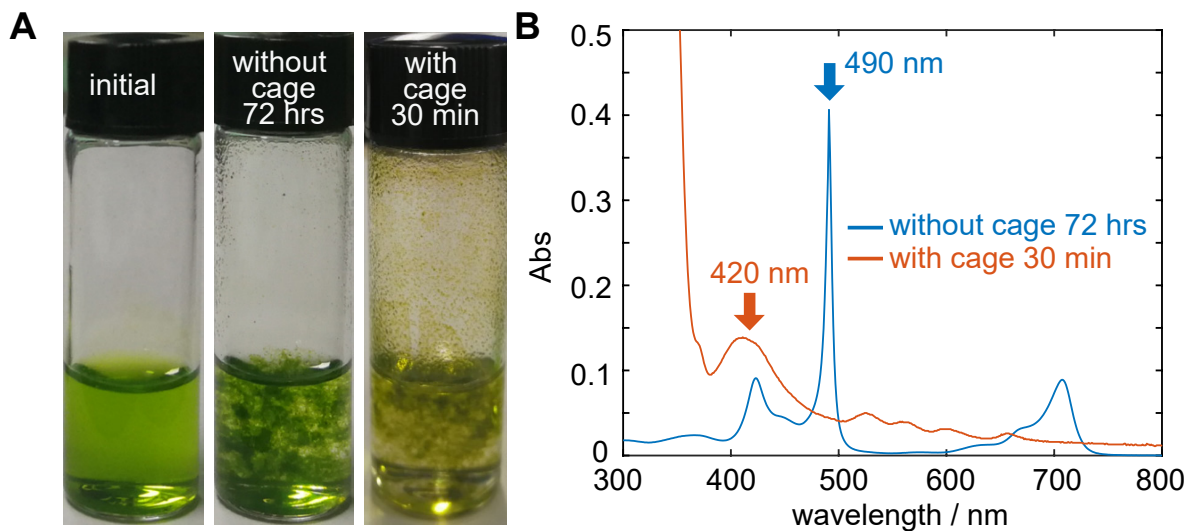 A
initial
without
cage
72 hrs
with
cage
30 min
B
0.5
0.4
0.3
0.2
0.1
0
Abs
490 nm
without cage 72 hrs
with cage 30 min
420 nm
300 400 500 600 700 800
wavelength / nm